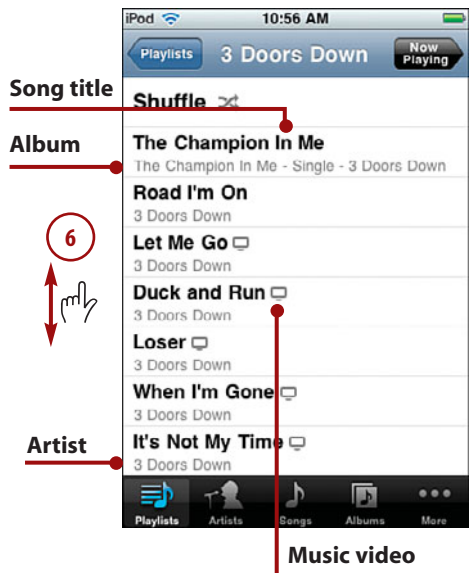 iPod 10:56 AM
Playlists 3 Doors Down Now Playing
Song title
Shuffle
Album
The Champion In Me
The Champion In Me - Single - 3 Doors Down
Road I'm On
3 Doors Down
6
Let Me Go
3 Doors Down
Duck and Run
3 Doors Down
Loser
3 Doors Down
When I'm Gone
3 Doors Down
Artist
It's Not My Time
3 Doors Down
Playlists Artists Songs Albums More
Music video